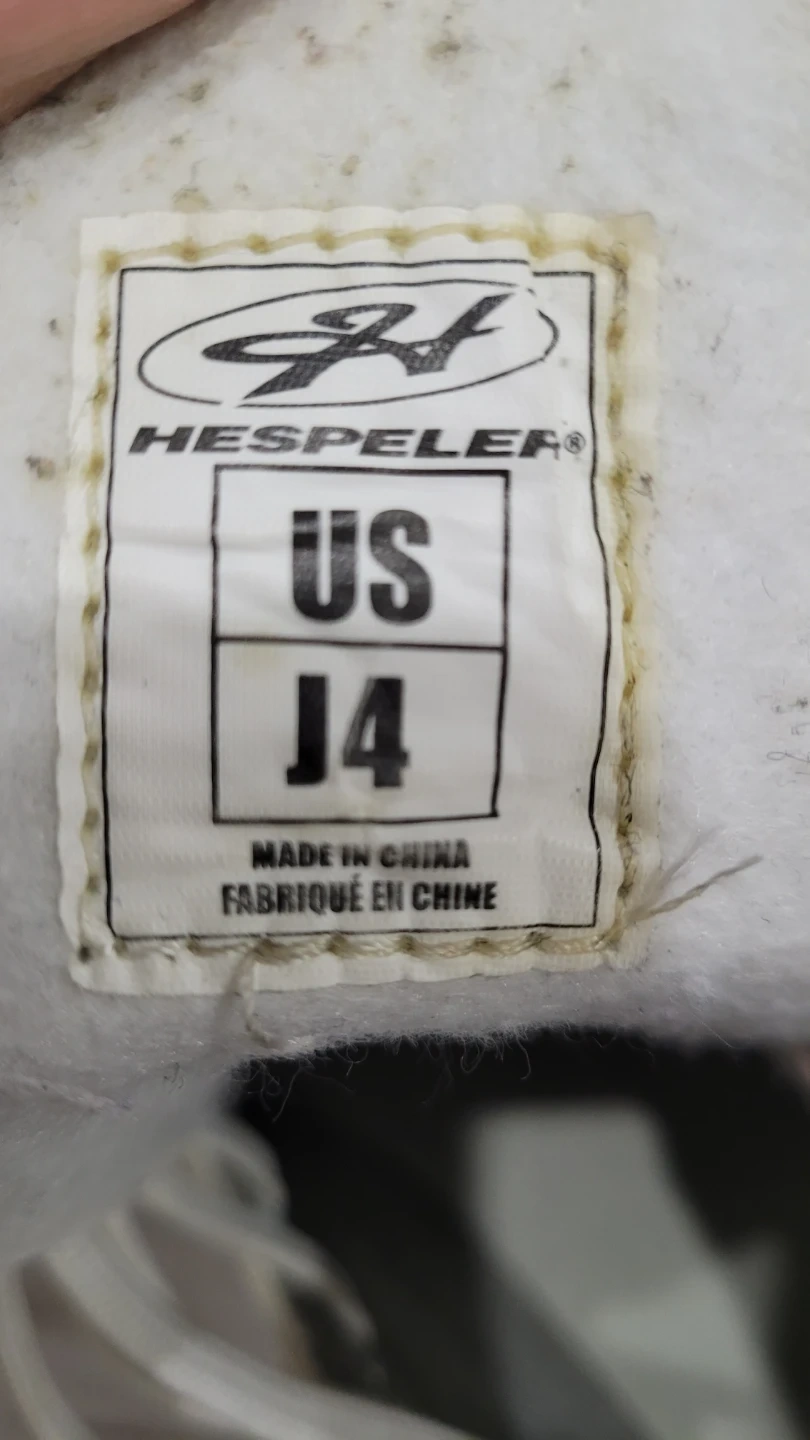 H
HESPELER®
US
J4
MADE IN CHINA
FABRIQUÉ EN CHINE